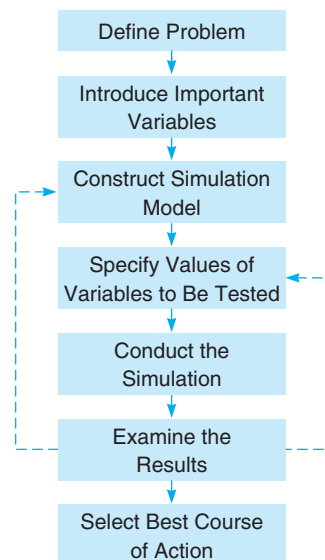 Define Problem
Introduce Important
Variables
Construct Simulation
Model
Specify Values of
Variables to Be Tested
Conduct the
Simulation
Examine the
Results
Select Best Course
of Action